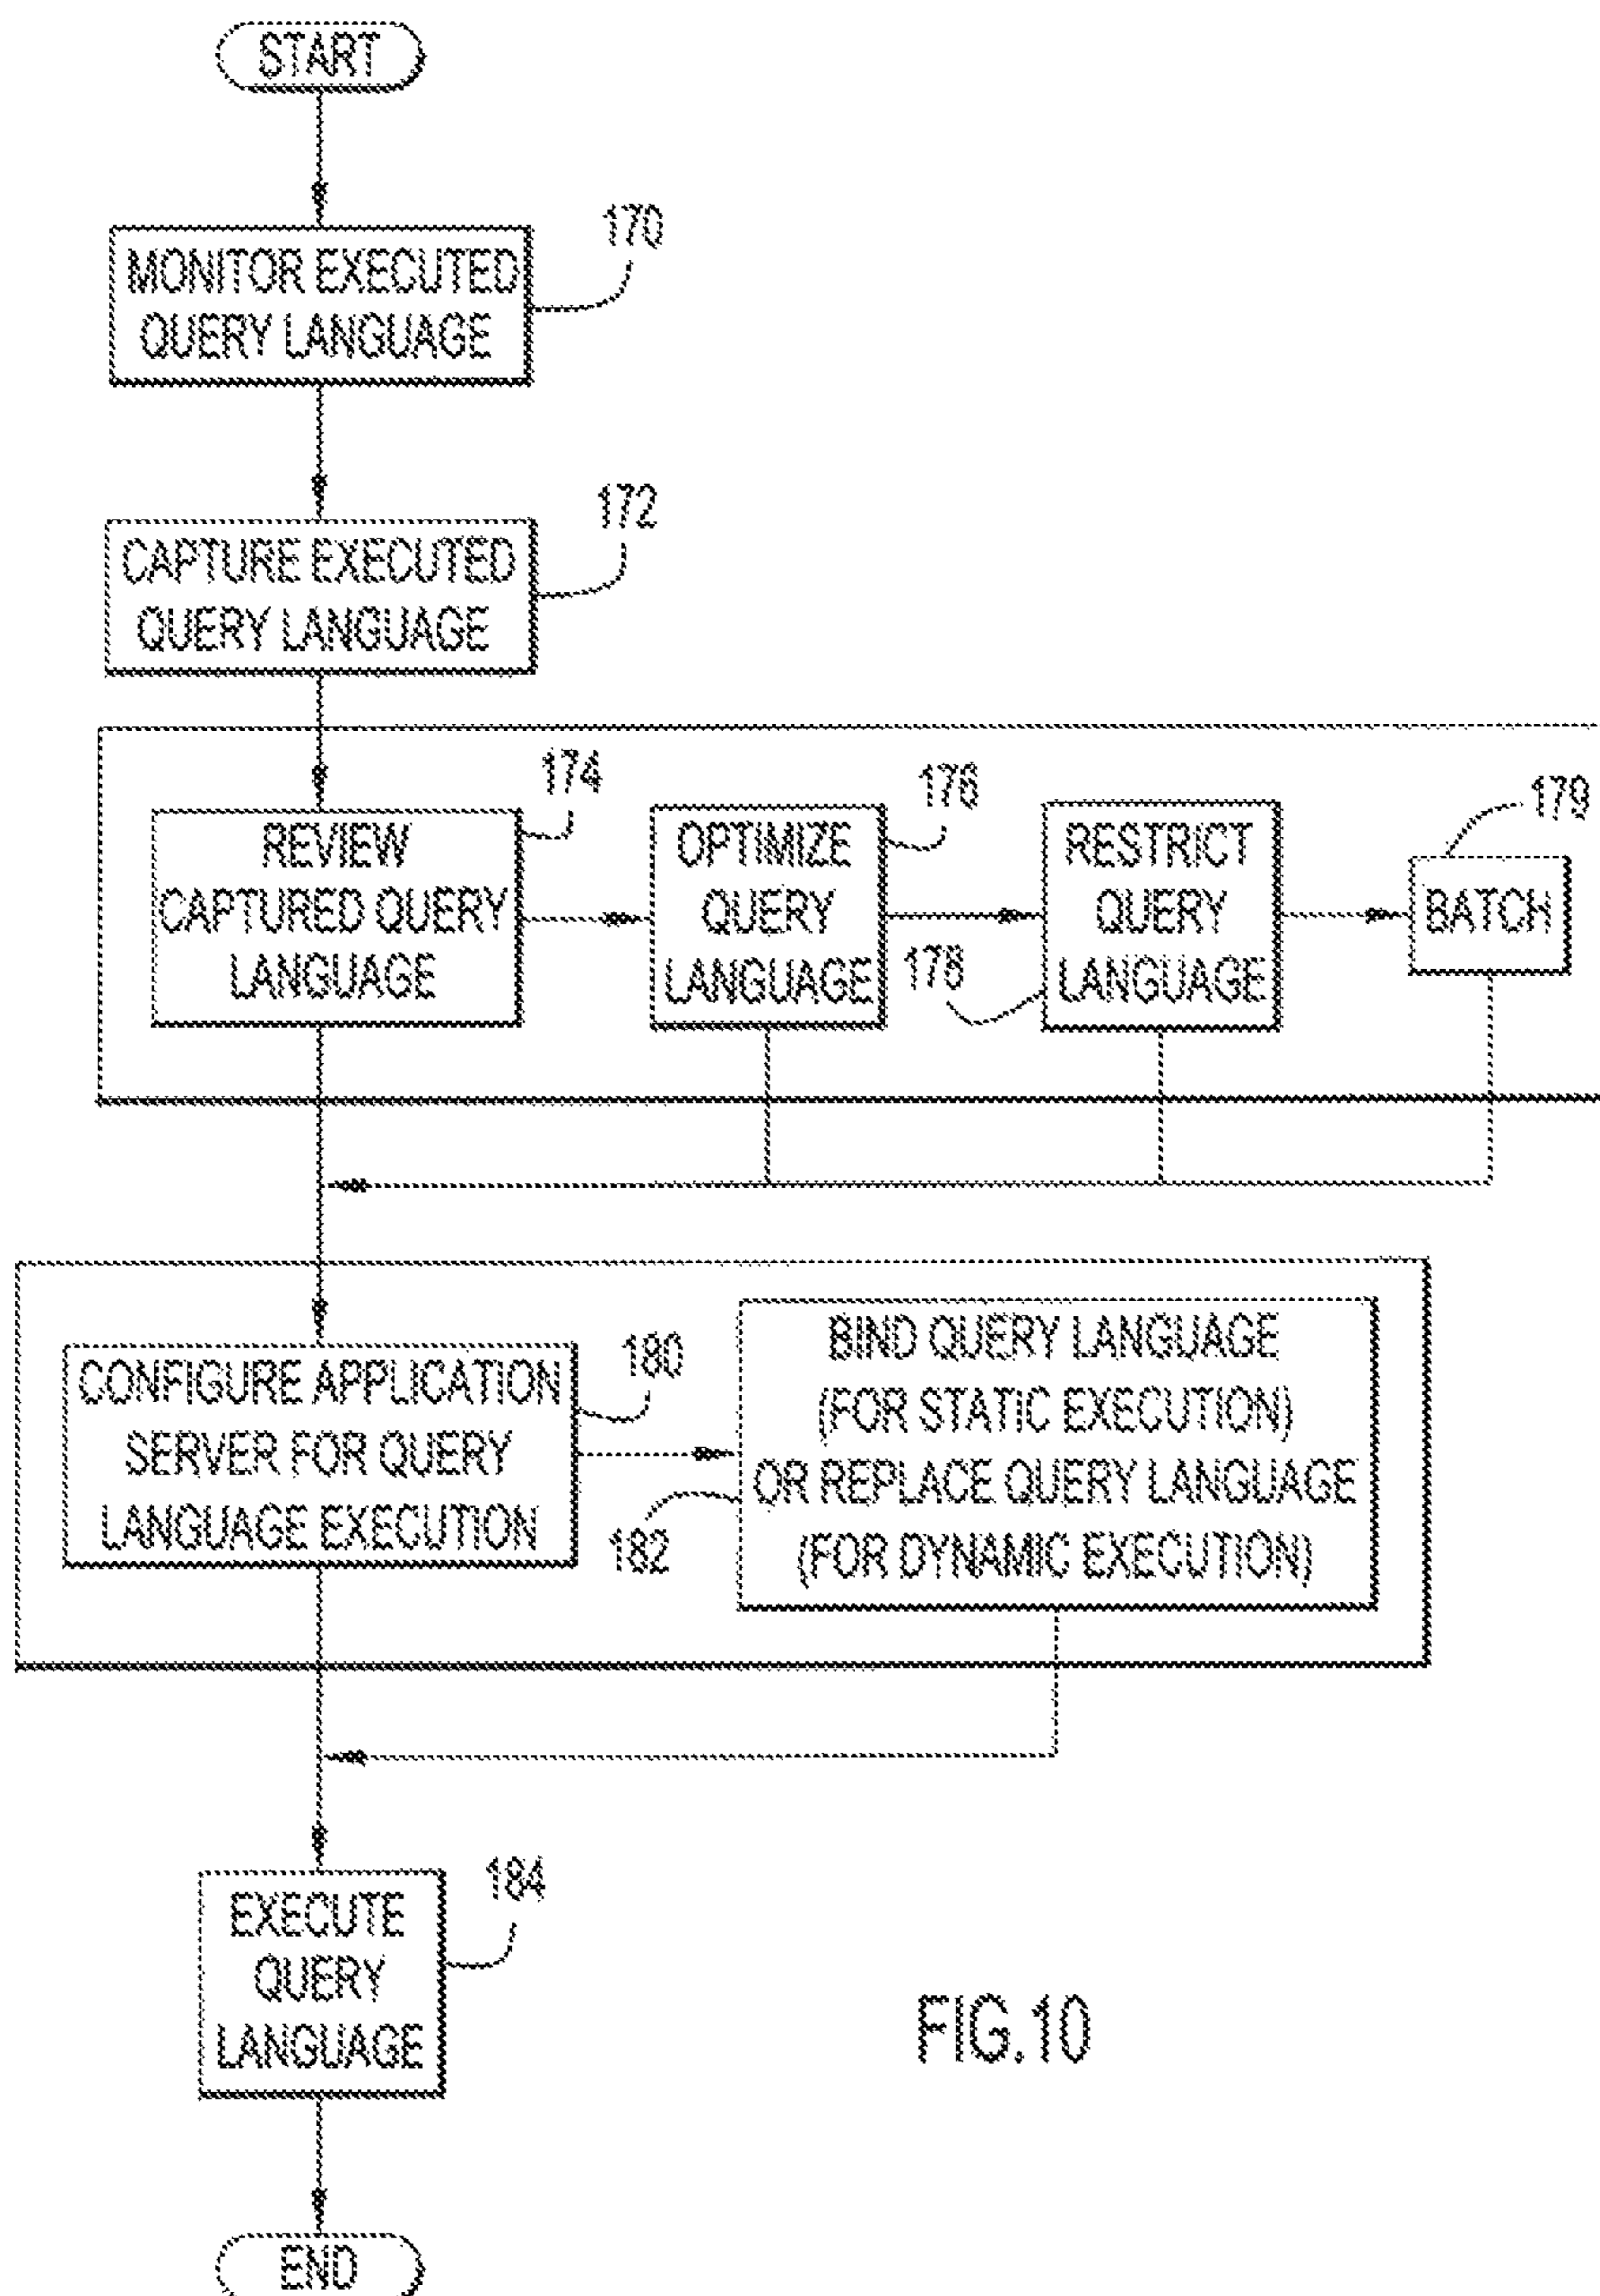 START
170
MONITOR EXECUTED
QUERY LANGUAGE
172
CAPTURE EXECUTED
QUERY LANGUAGE
174
REVIEW
CAPTURED QUERY
LANGUAGE
176
OPTIMIZE
QUERY
LANGUAGE
178
RESTRICT
QUERY
LANGUAGE
179
BATCH
180
CONFIGURE APPLICATION
SERVER FOR QUERY
LANGUAGE EXECUTION
182
BIND QUERY LANGUAGE
(FOR STATIC EXECUTION)
OR REPLACE QUERY LANGUAGE
(FOR DYNAMIC EXECUTION)
184
EXECUTE
QUERY
LANGUAGE
FIG.10
END